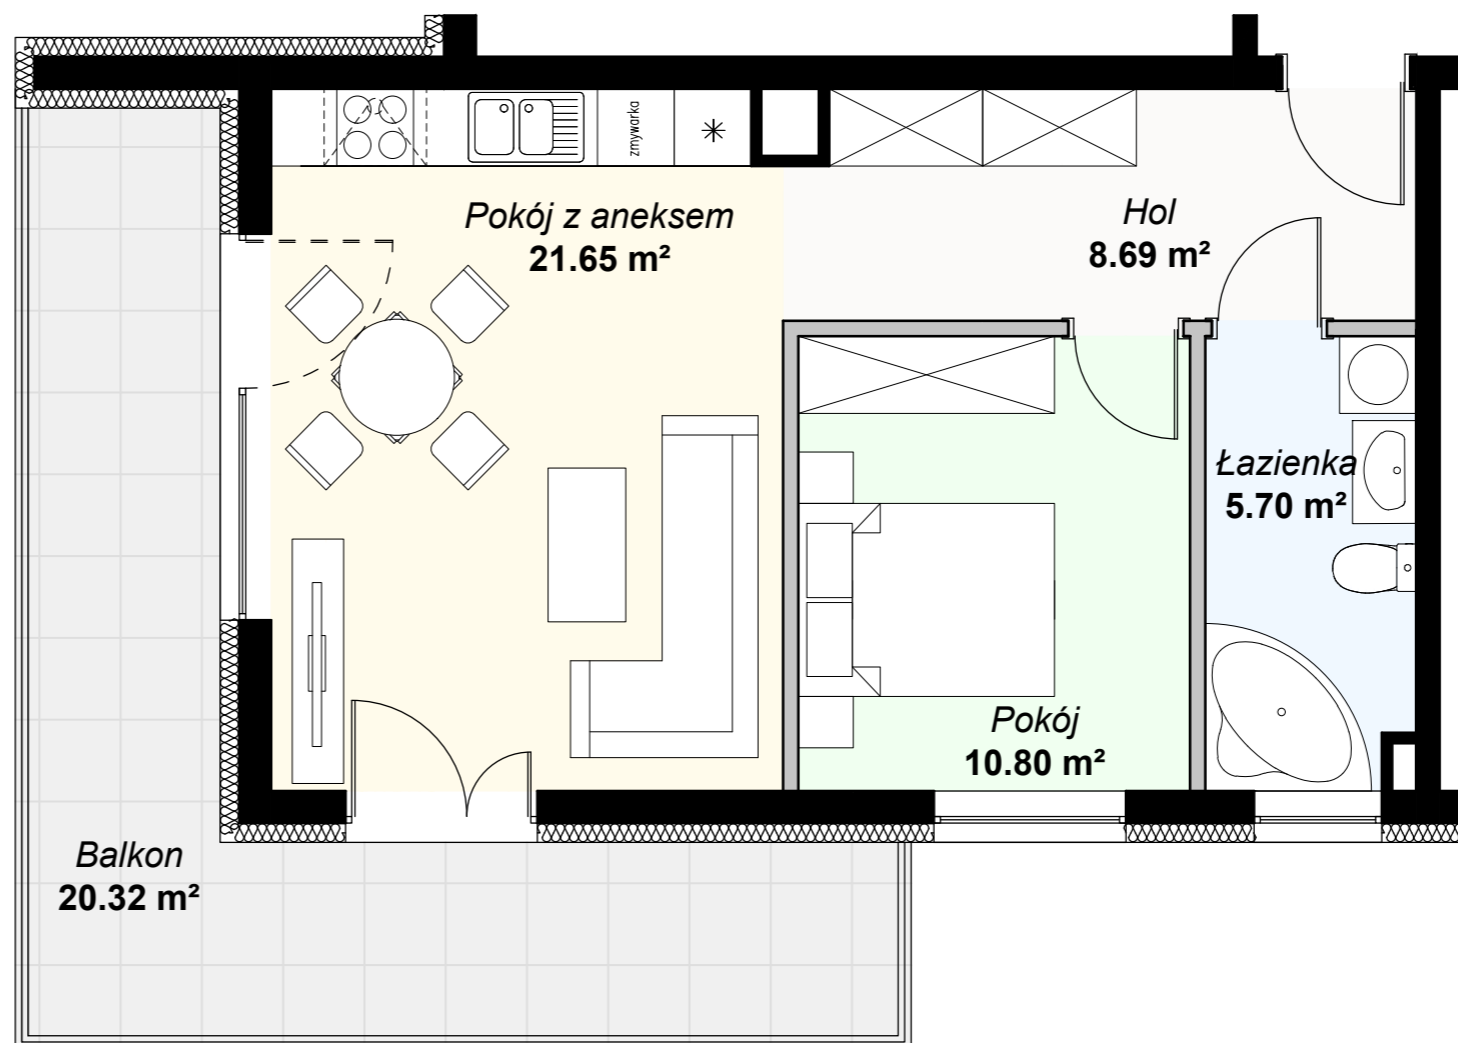 zmywarka
Pokój z aneksem
21.65 m²
Hol
8.69 m²
Łazienka
5.70 m²
Pokój
10.80 m²
Balkon
20.32 m²